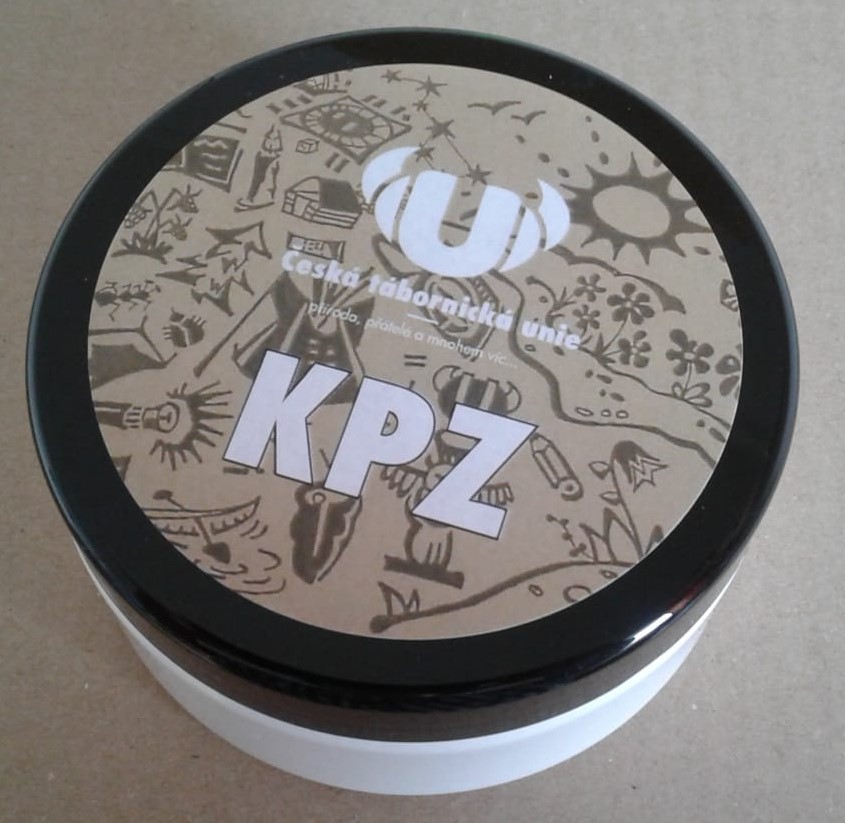 U
Česká tábornická unie
příroda, přátelé a mnohem víc...
KPZ